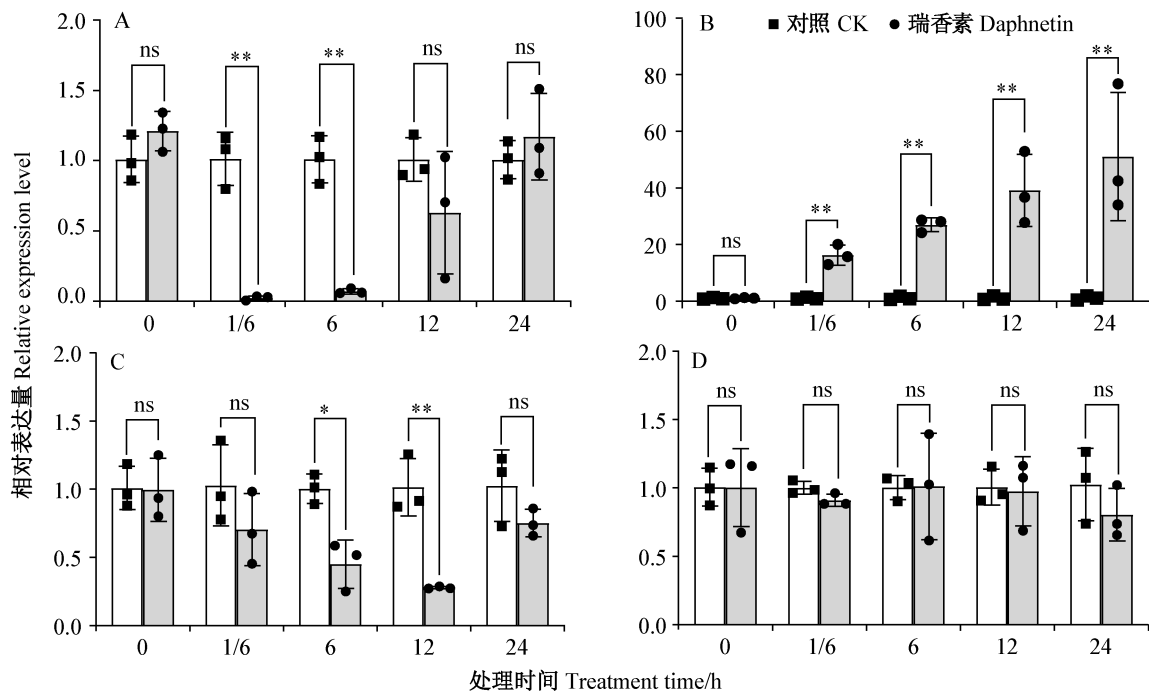 相对表达量 Relative expression level
A
2.0
1.5
1.0
0.5
0.0
ns ** ** ns ns
0 1/6 6 12 24
B
■ 对照 CK ● 瑞香素 Daphnetin
100
80
60
40
20
0
ns ** ** ** **
0 1/6 6 12 24
C
2.0
1.5
1.0
0.5
0.0
ns ns * ** ns
0 1/6 6 12 24
D
2.0
1.5
1.0
0.5
0.0
ns ns ns ns ns
0 1/6 6 12 24
处理时间 Treatment time/h